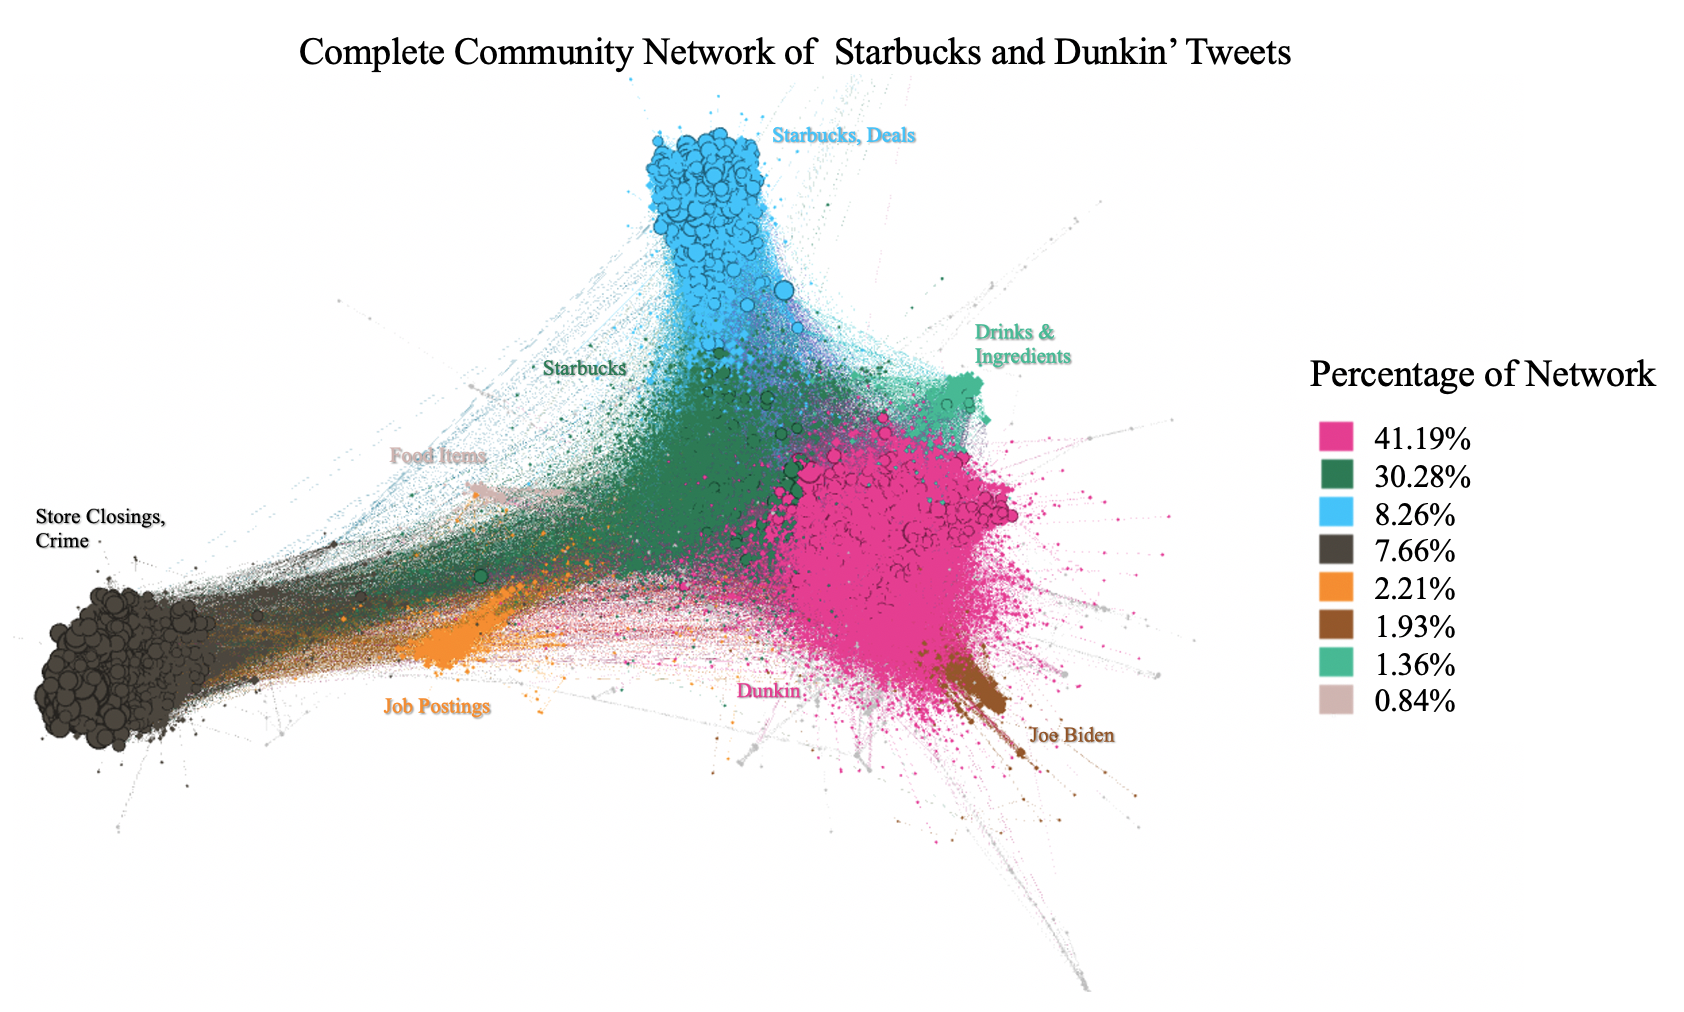 Complete Community Network of Starbucks and Dunkin’ Tweets
Starbucks, Deals
Drinks &
Ingredients
Starbucks
Percentage of Network
41.19%
30.28%
8.26%
7.66%
2.21%
1.93%
1.36%
0.84%
Food Items
Store Closings,
Crime
Dunkin
Job Postings
Joe Biden